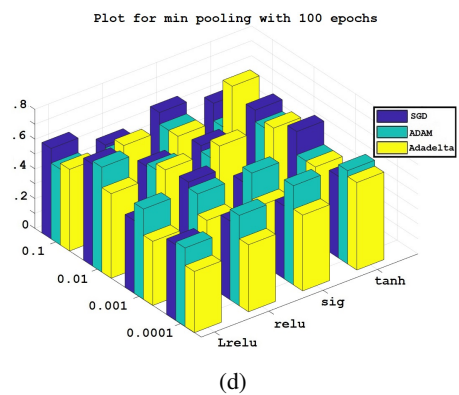 Plot for min pooling with 100 epochs
SGD
ADAM
Adadelta
.8
.6
.4
.2
0
0.1
0.01
0.001
0.0001
Lrelu
relu
sig
tanh
(d)